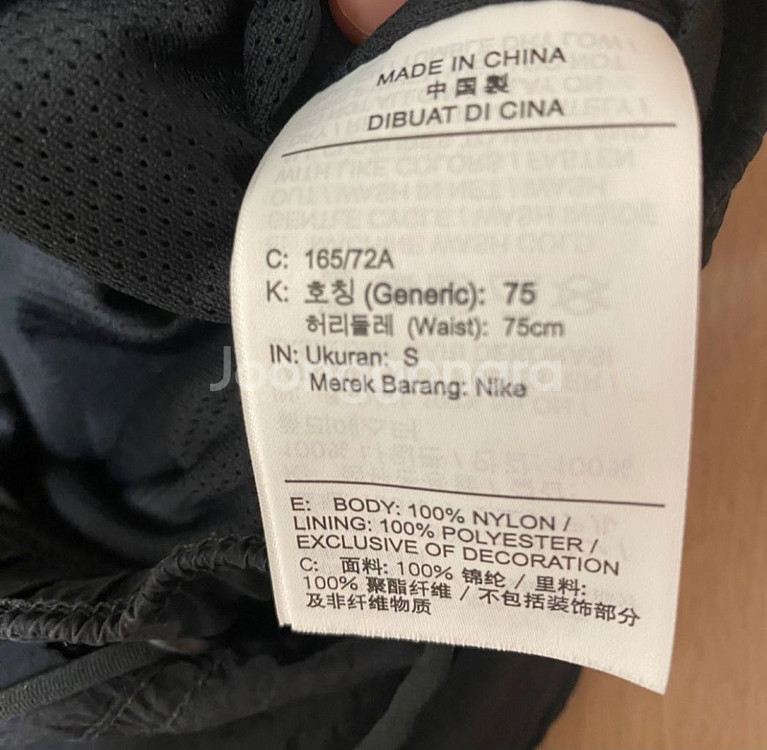 MADE IN CHINA
中国製
DIBUAT DI CINA
C: 165/72A
K: 호칭 (Generic): 75
허리둘레 (Waist): 75cm
IN: Ukuran: S
Joonggonara
Merek Barang: Nike
E: BODY: 100% NYLON /
LINING: 100% POLYESTER /
EXCLUSIVE OF DECORATION
C: 面料: 100% 锦纶 / 里料:
100% 聚酯纤维 / 不包括装饰部分
及非纤维物质